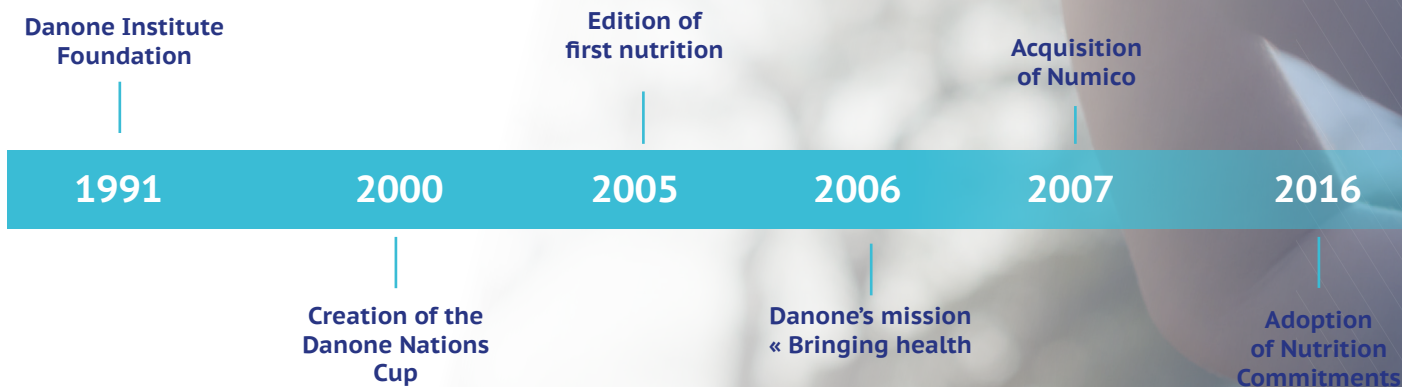 Danone Institute
Foundation
Edition of
first nutrition
Acquisition
of Numico
1991
2000
2005
2006
2007
2016
Creation of the
Danone Nations
Cup
Danone’s mission
« Bringing health
Adoption
of Nutrition
Commitments